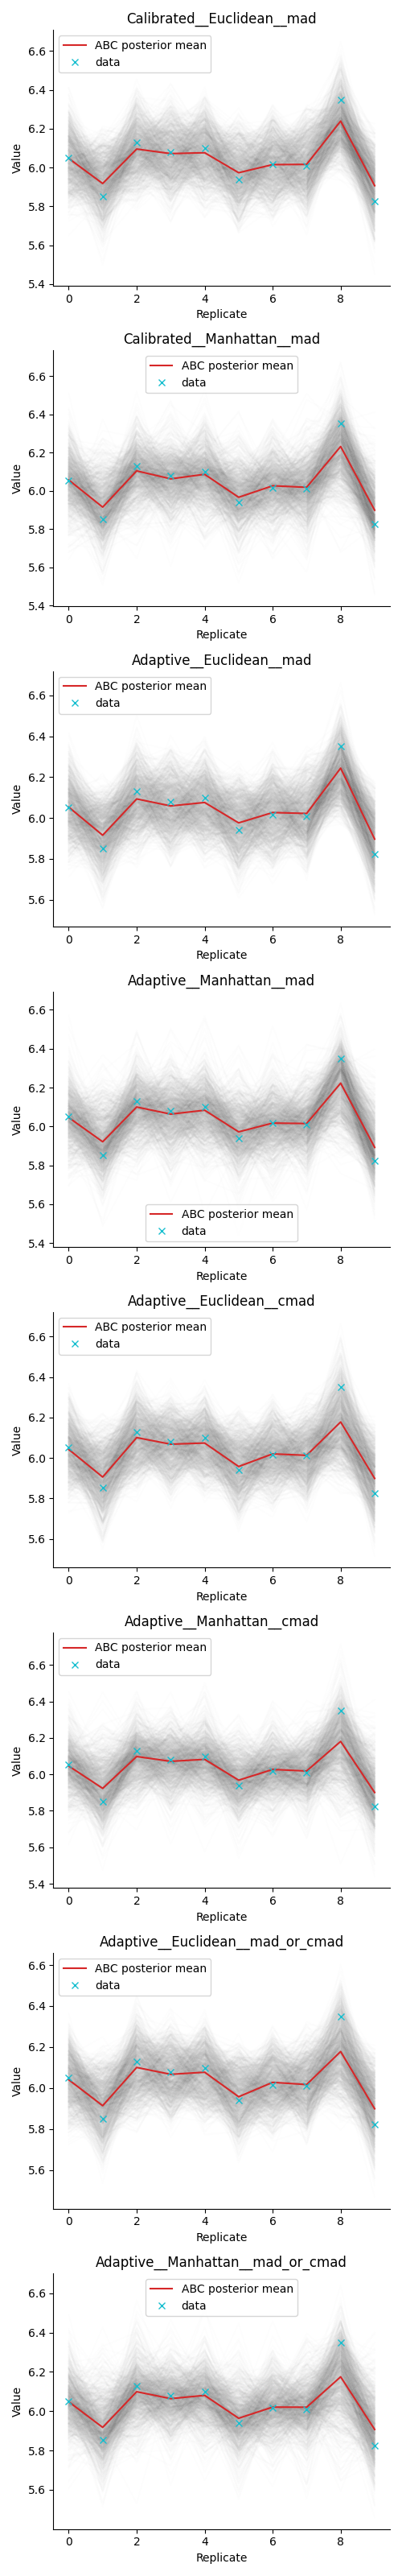 Calibrated__Euclidean__mad
ABC posterior mean
data
Value
6.6
6.4
6.2
6.0
5.8
5.6
5.4
0 2 4 6 8
Replicate
Calibrated__Manhattan__mad
ABC posterior mean
data
Value
6.6
6.4
6.2
6.0
5.8
5.6
5.4
0 2 4 6 8
Replicate
Adaptive__Euclidean__mad
ABC posterior mean
data
Value
6.6
6.4
6.2
6.0
5.8
5.6
0 2 4 6 8
Replicate
Adaptive__Manhattan__mad
Value
6.6
6.4
6.2
6.0
5.8
5.6
5.4
ABC posterior mean
data
0 2 4 6 8
Replicate
Adaptive__Euclidean__cmad
ABC posterior mean
data
Value
6.6
6.4
6.2
6.0
5.8
5.6
0 2 4 6 8
Replicate
Adaptive__Manhattan__cmad
ABC posterior mean
data
Value
6.6
6.4
6.2
6.0
5.8
5.6
5.4
0 2 4 6 8
Replicate
Adaptive__Euclidean__mad_or_cmad
ABC posterior mean
data
Value
6.6
6.4
6.2
6.0
5.8
5.6
0 2 4 6 8
Replicate
Adaptive__Manhattan__mad_or_cmad
ABC posterior mean
data
Value
6.6
6.4
6.2
6.0
5.8
5.6
0 2 4 6 8
Replicate